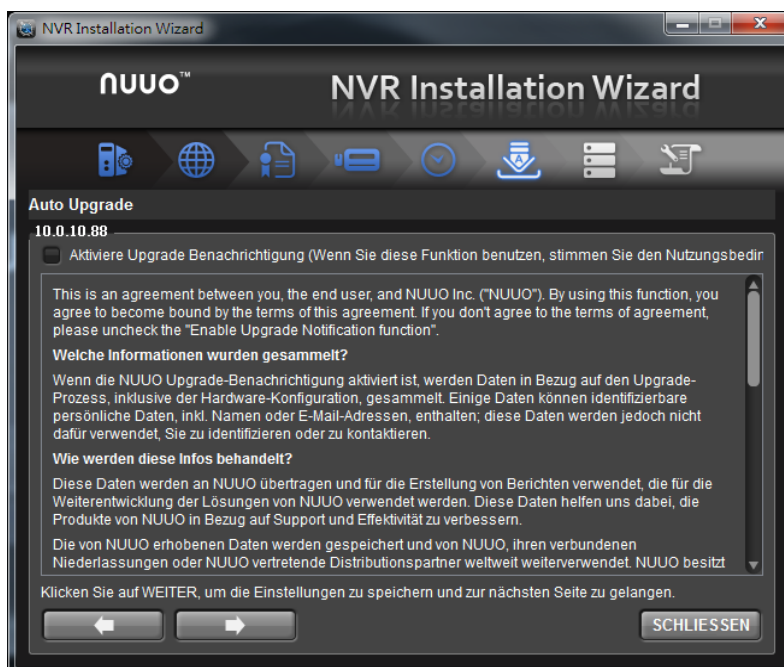 NVR Installation Wizard
nuuo™
NVR Installation Wizard
Auto Upgrade
10.0.10.88
Aktiviere Upgrade Benachrichtigung (Wenn Sie diese Funktion benutzen, stimmen Sie den Nutzungsbedin
This is an agreement between you, the end user, and NUUO Inc. ("NUUO"). By using this function, you
agree to become bound by the terms of this agreement. If you don't agree to the terms of agreement,
please uncheck the "Enable Upgrade Notification function".
Welche Informationen wurden gesammelt?
Wenn die NUUO Upgrade-Benachrichtigung aktiviert ist, werden Daten in Bezug auf den Upgrade-
Prozess, inklusive der Hardware-Konfiguration, gesammelt. Einige Daten können identifizierbare
persönliche Daten, inkl. Namen oder E-Mail-Adressen, enthalten; diese Daten werden jedoch nicht
dafür verwendet, Sie zu identifizieren oder zu kontaktieren.
Wie werden diese Infos behandelt?
Diese Daten werden an NUUO übertragen und für die Erstellung von Berichten verwendet, die für die
Weiterentwicklung der Lösungen von NUUO verwendet werden. Diese Daten helfen uns dabei, die
Produkte von NUUO in Bezug auf Support und Effektivität zu verbessern.
Die von NUUO erhobenen Daten werden gespeichert und von NUUO, ihren verbundenen
Niederlassungen oder NUUO vertretende Distributionspartner weltweit weiterverwendet. NUUO besitzt
Klicken Sie auf WEITER, um die Einstellungen zu speichern und zur nächsten Seite zu gelangen.
SCHLIESSEN